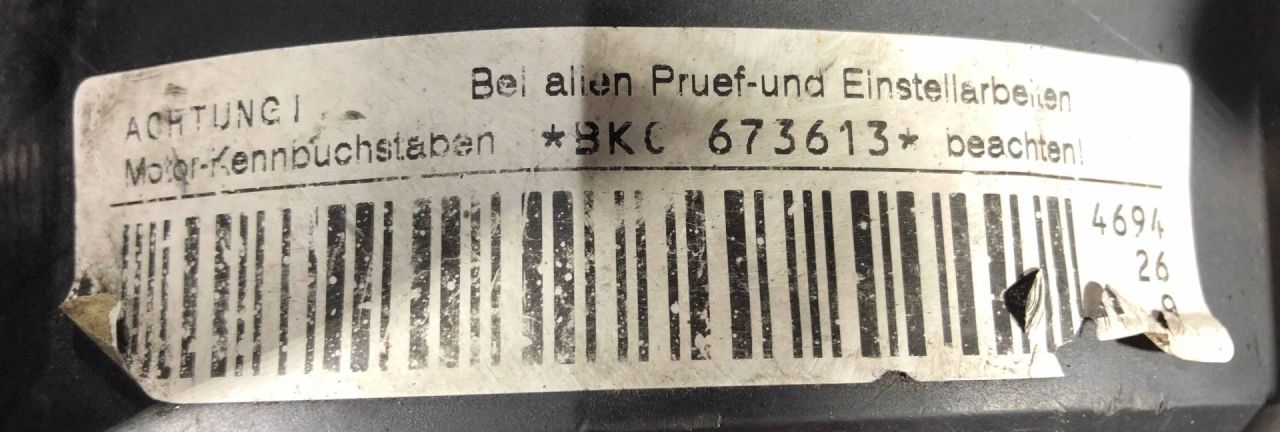 Bei allen Pruef-und Einstellarbeiten
ACHTUNG!
Motor-Kennbuchstaben *BKC 673613* beachten!
4694
26